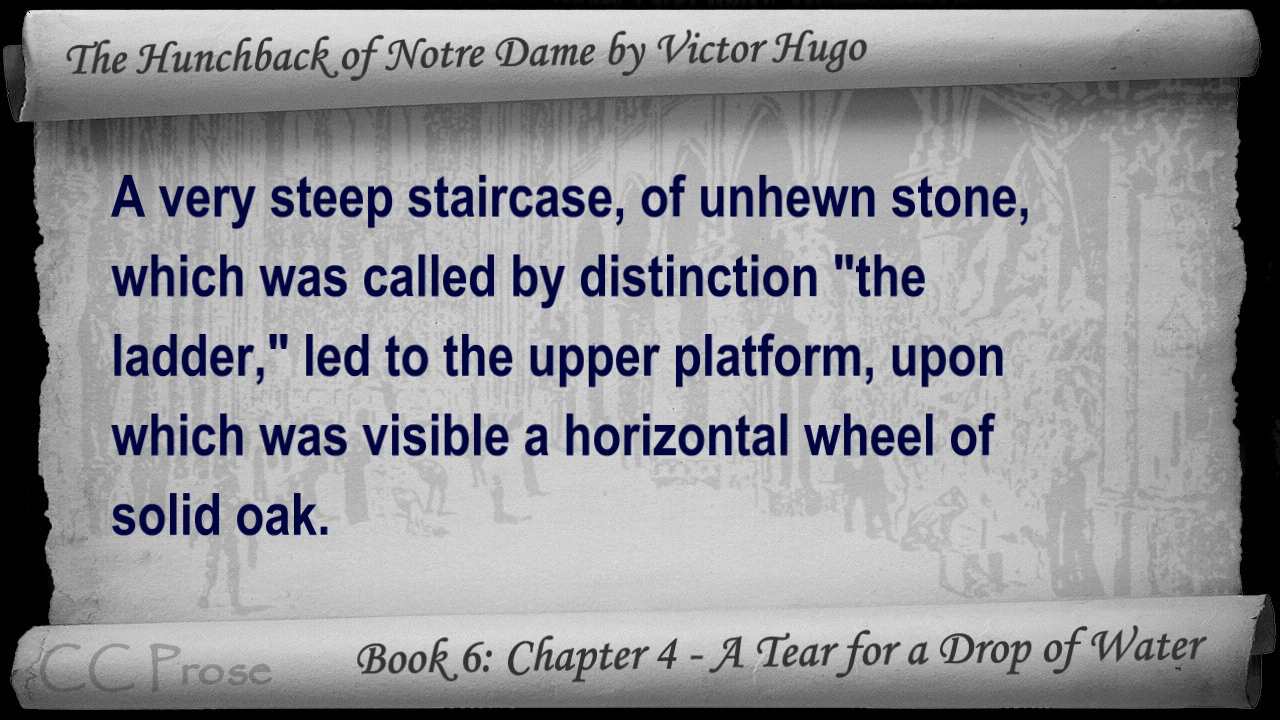 The Hunchback of Notre Dame by Victor Hugo
A very steep staircase, of unhewn stone,
which was called by distinction "the
ladder," led to the upper platform, upon
which was visible a horizontal wheel of
solid oak.
CC Prose
Book 6: Chapter 4 - A Tear for a Drop of Water